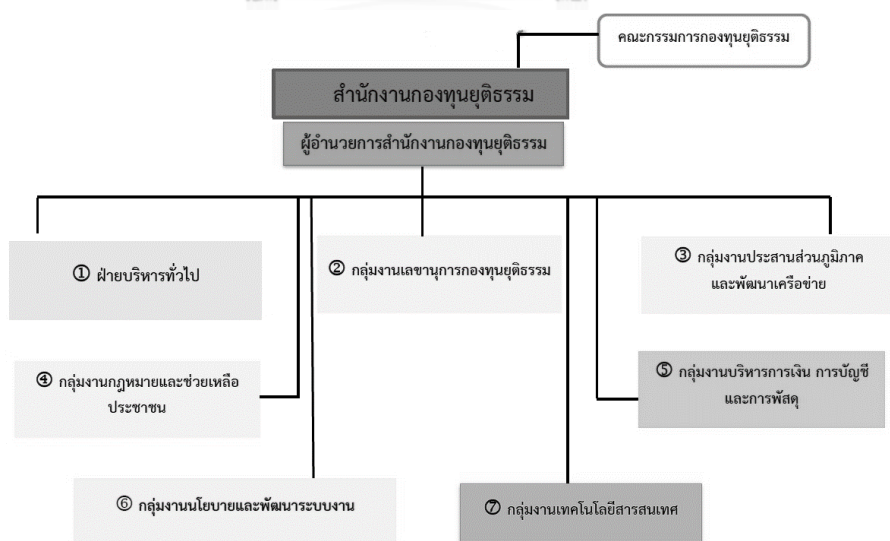 คณะกรรมการกองทุนยุติธรรม
สำนักงานกองทุนยุติธรรม
ผู้อำนวยการสำนักงานกองทุนยุติธรรม
① ฝ่ายบริหารทั่วไป
② กลุ่มงานเลขานุการกองทุนยุติธรรม
③ กลุ่มงานประสานส่วนภูมิภาค
และพัฒนาเครือข่าย
④ กลุ่มงานกฎหมายและช่วยเหลือ
ประชาชน
⑤ กลุ่มงานบริหารการเงิน การบัญชี
และการพัสดุ
⑥ กลุ่มงานนโยบายและพัฒนาระบบงาน
⑦ กลุ่มงานเทคโนโลยีสารสนเทศ